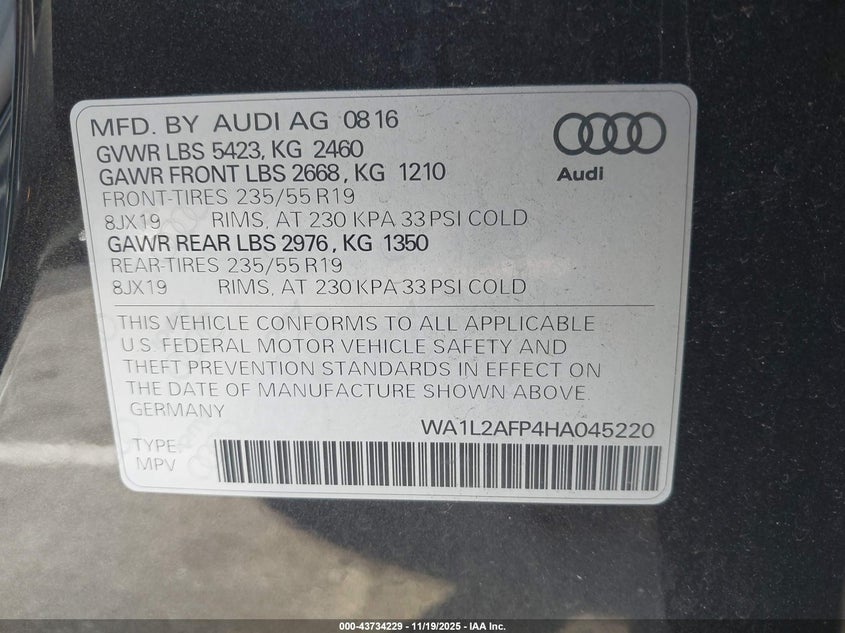 MFD. BY AUDI AG 0816
GVWR LBS 5423, KG 2460
GAWR FRONT LBS 2668, KG 1210
FRONT-TIRES 235/55 R19
8JX19 RIMS, AT 230 KPA 33 PSI COLD
GAWR REAR LBS 2976, KG 1350
REAR-TIRES 235/55 R19
8JX19 RIMS, AT 230 KPA 33 PSI COLD
Audi
THIS VEHICLE CONFORMS TO ALL APPLICABLE
U.S. FEDERAL MOTOR VEHICLE SAFETY AND
THEFT PREVENTION STANDARDS IN EFFECT ON
THE DATE OF MANUFACTURE SHOWN ABOVE.
GERMANY
WA1L2AFP4HA045220
TYPE:
MPV
000-43734229 - 11/19/2025 - IAA Inc.